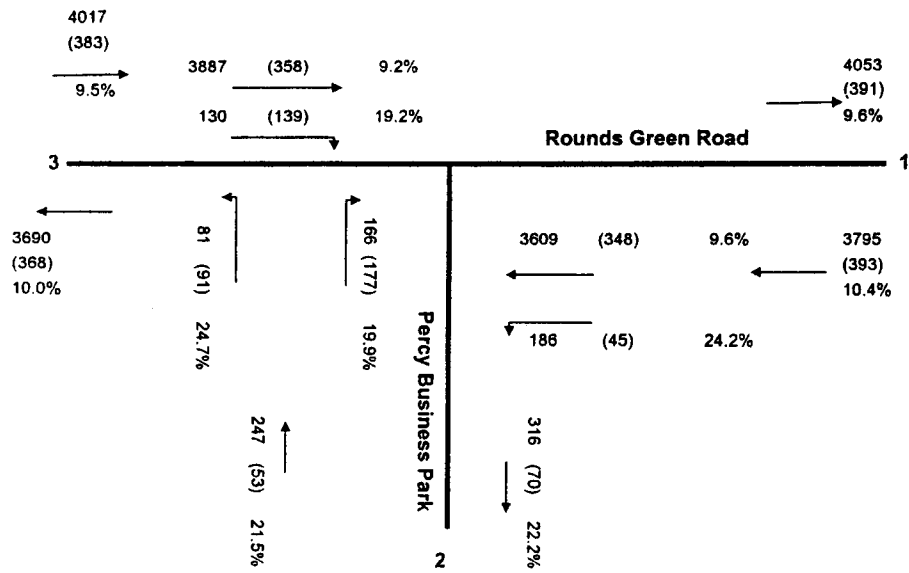 4017
(383)
9.5%
3887 (358) 9.2%
130 (139) 19.2%
4053
(391)
9.6%
Rounds Green Road
3
1
3690
(368)
10.0%
81 (91) 24.7%
166 (177) 19.9%
3609 (348) 9.6%
3795
(393)
10.4%
186 (45) 24.2%
Percy Business Park
247 (53) 21.5%
316 (70) 22.2%
2